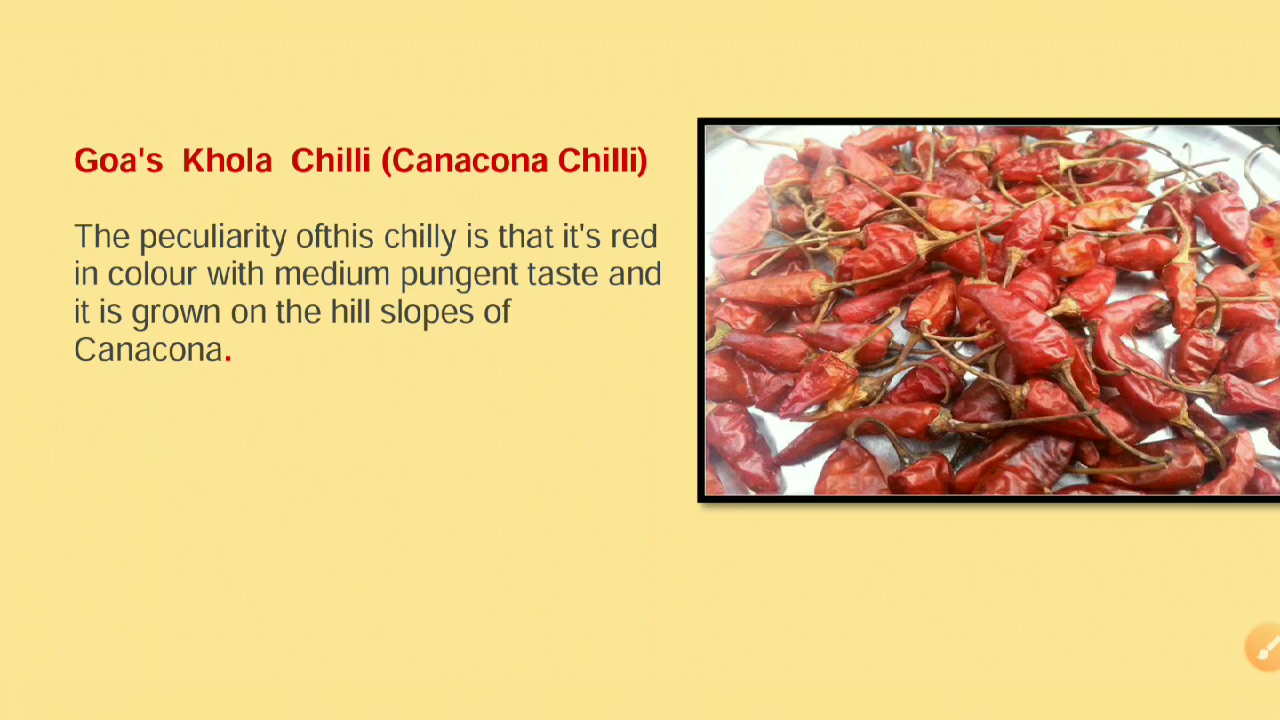 Goa's Khola Chilli (Canacona Chilli)
The peculiarity ofthis chilly is that it's red
in colour with medium pungent taste and
it is grown on the hill slopes of
Canacona.